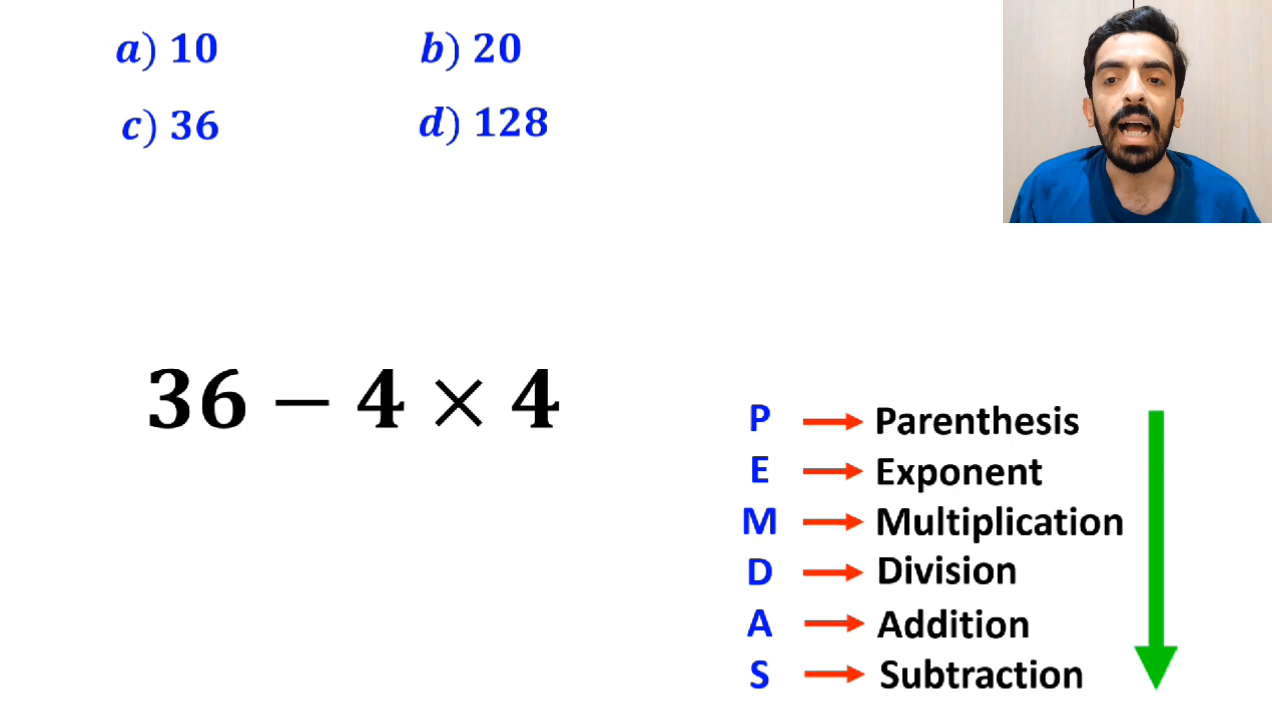 a) 10 b) 20
c) 36 d) 128
36 − 4 × 4
P Parenthesis
E Exponent
M Multiplication
D Division
A Addition
S Subtraction